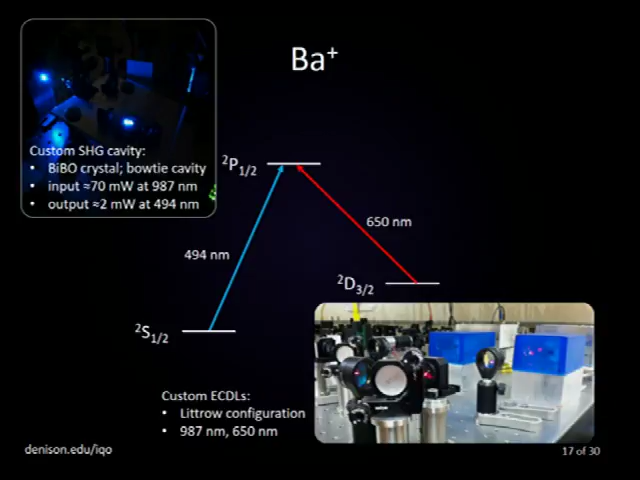 Ba⁺
Custom SHG cavity:
• BiBO crystal; bowtie cavity
• input ≈70 mW at 987 nm
• output ≈2 mW at 494 nm
²P₁/₂
650 nm
494 nm
²D₃/₂
²S₁/₂
Custom ECDLs:
• Littrow configuration
• 987 nm, 650 nm
denison.edu/iqo
17 of 30